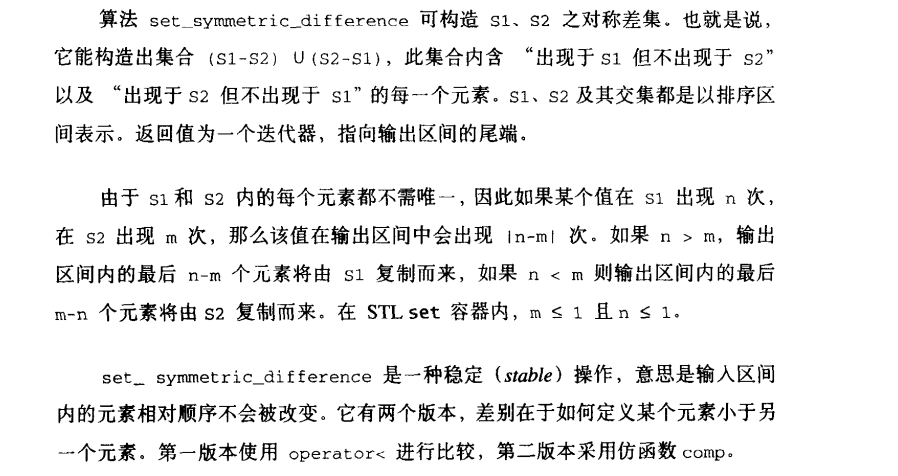 算法 set_symmetric_difference 可构造 S1、S2 之对称差集。也就是说，
它能构造出集合 (S1-S2) ∪(S2-S1)，此集合内含 “出现于 S1 但不出现于 S2”
以及 “出现于 S2 但不出现于 S1” 的每一个元素。S1、S2 及其交集都是以排序区
间表示。返回值为一个迭代器，指向输出区间的尾端。
由于 S1 和 S2 内的每个元素都不需唯一，因此如果某个值在 S1 出现 n 次，
在 S2 出现 m 次，那么该值在输出区间中会出现 |n-m| 次。如果 n > m，输出
区间内的最后 n-m 个元素将由 S1 复制而来，如果 n < m 则输出区间内的最后
m-n 个元素将由 S2 复制而来。在 STL set 容器内，m ≤ 1 且 n ≤ 1。
set_ symmetric_difference 是一种稳定（stable）操作，意思是输入区间
内的元素相对顺序不会被改变。它有两个版本，差别在于如何定义某个元素小于另
一个元素。第一版本使用 operator< 进行比较，第二版本采用仿函数 comp。